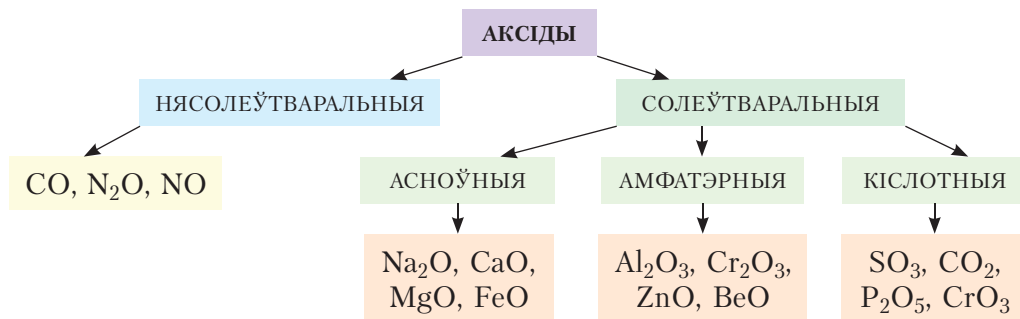 АКСІДЫ
НЯСОЛЕЎТВАРАЛЬНЫЯ
СОЛЕЎТВАРАЛЬНЫЯ
CO, N₂O, NO
АСНОЎНЫЯ
АМФАТЭРНЫЯ
КІСЛОТНЫЯ
Na₂O, CaO,
MgO, FeO
Al₂O₃, Cr₂O₃,
ZnO, BeO
SO₃, CO₂,
P₂O₅, CrO₃